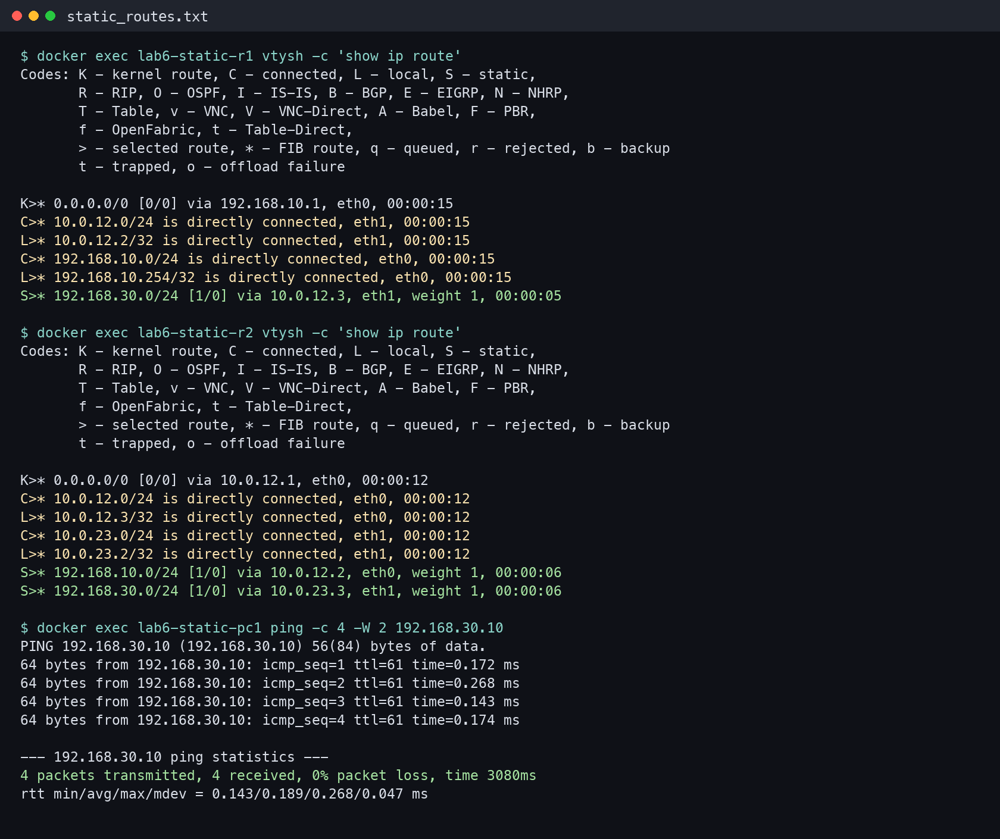 static_routes.txt
$ docker exec lab6-static-r1 vtysh -c 'show ip route'
Codes: K - kernel route, C - connected, L - local, S - static,
       R - RIP, O - OSPF, I - IS-IS, B - BGP, E - EIGRP, N - NHRP,
       T - Table, v - VNC, V - VNC-Direct, A - Babel, F - PBR,
       f - OpenFabric, t - Table-Direct,
       > - selected route, * - FIB route, q - queued, r - rejected, b - backup
       t - trapped, o - offload failure

K>* 0.0.0.0/0 [0/0] via 192.168.10.1, eth0, 00:00:15
C>* 10.0.12.0/24 is directly connected, eth1, 00:00:15
L>* 10.0.12.2/32 is directly connected, eth1, 00:00:15
C>* 192.168.10.0/24 is directly connected, eth0, 00:00:15
L>* 192.168.10.254/32 is directly connected, eth0, 00:00:15
S>* 192.168.30.0/24 [1/0] via 10.0.12.3, eth1, weight 1, 00:00:05

$ docker exec lab6-static-r2 vtysh -c 'show ip route'
Codes: K - kernel route, C - connected, L - local, S - static,
       R - RIP, O - OSPF, I - IS-IS, B - BGP, E - EIGRP, N - NHRP,
       T - Table, v - VNC, V - VNC-Direct, A - Babel, F - PBR,
       f - OpenFabric, t - Table-Direct,
       > - selected route, * - FIB route, q - queued, r - rejected, b - backup
       t - trapped, o - offload failure

K>* 0.0.0.0/0 [0/0] via 10.0.12.1, eth0, 00:00:12
C>* 10.0.12.0/24 is directly connected, eth0, 00:00:12
L>* 10.0.12.3/32 is directly connected, eth0, 00:00:12
C>* 10.0.23.0/24 is directly connected, eth1, 00:00:12
L>* 10.0.23.2/32 is directly connected, eth1, 00:00:12
S>* 192.168.10.0/24 [1/0] via 10.0.12.2, eth0, weight 1, 00:00:06
S>* 192.168.30.0/24 [1/0] via 10.0.23.3, eth1, weight 1, 00:00:06

$ docker exec lab6-static-pc1 ping -c 4 -W 2 192.168.30.10
PING 192.168.30.10 (192.168.30.10) 56(84) bytes of data.
64 bytes from 192.168.30.10: icmp_seq=1 ttl=61 time=0.172 ms
64 bytes from 192.168.30.10: icmp_seq=2 ttl=61 time=0.268 ms
64 bytes from 192.168.30.10: icmp_seq=3 ttl=61 time=0.143 ms
64 bytes from 192.168.30.10: icmp_seq=4 ttl=61 time=0.174 ms

--- 192.168.30.10 ping statistics ---
4 packets transmitted, 4 received, 0% packet loss, time 3080ms
rtt min/avg/max/mdev = 0.143/0.189/0.268/0.047 ms